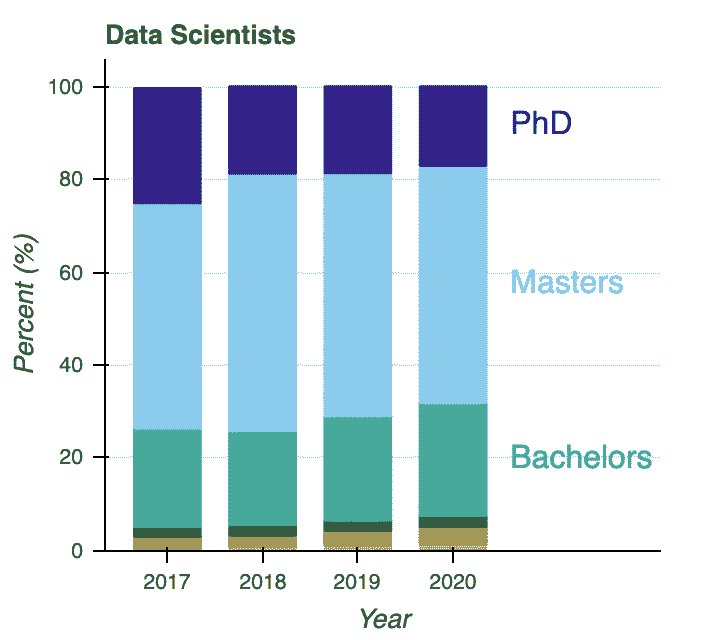 Data Scientists
100
80
60
40
20
0
Percent (%)
PhD
Masters
Bachelors
2017 2018 2019 2020
Year